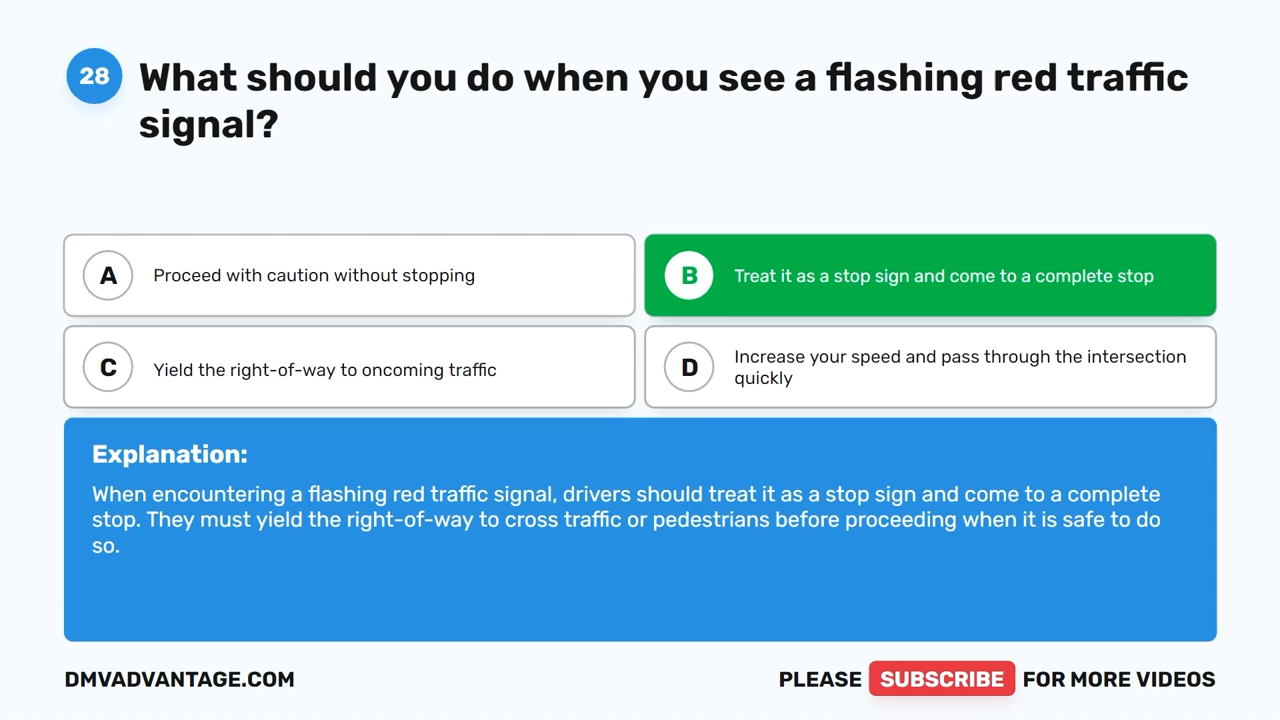 28
What should you do when you see a flashing red traffic
signal?
A
Proceed with caution without stopping
B
Treat it as a stop sign and come to a complete stop
C
Yield the right-of-way to oncoming traffic
D
Increase your speed and pass through the intersection
quickly
Explanation:
When encountering a flashing red traffic signal, drivers should treat it as a stop sign and come to a complete
stop. They must yield the right-of-way to cross traffic or pedestrians before proceeding when it is safe to do
so.
DMVADVANTAGE.COM
PLEASE SUBSCRIBE FOR MORE VIDEOS